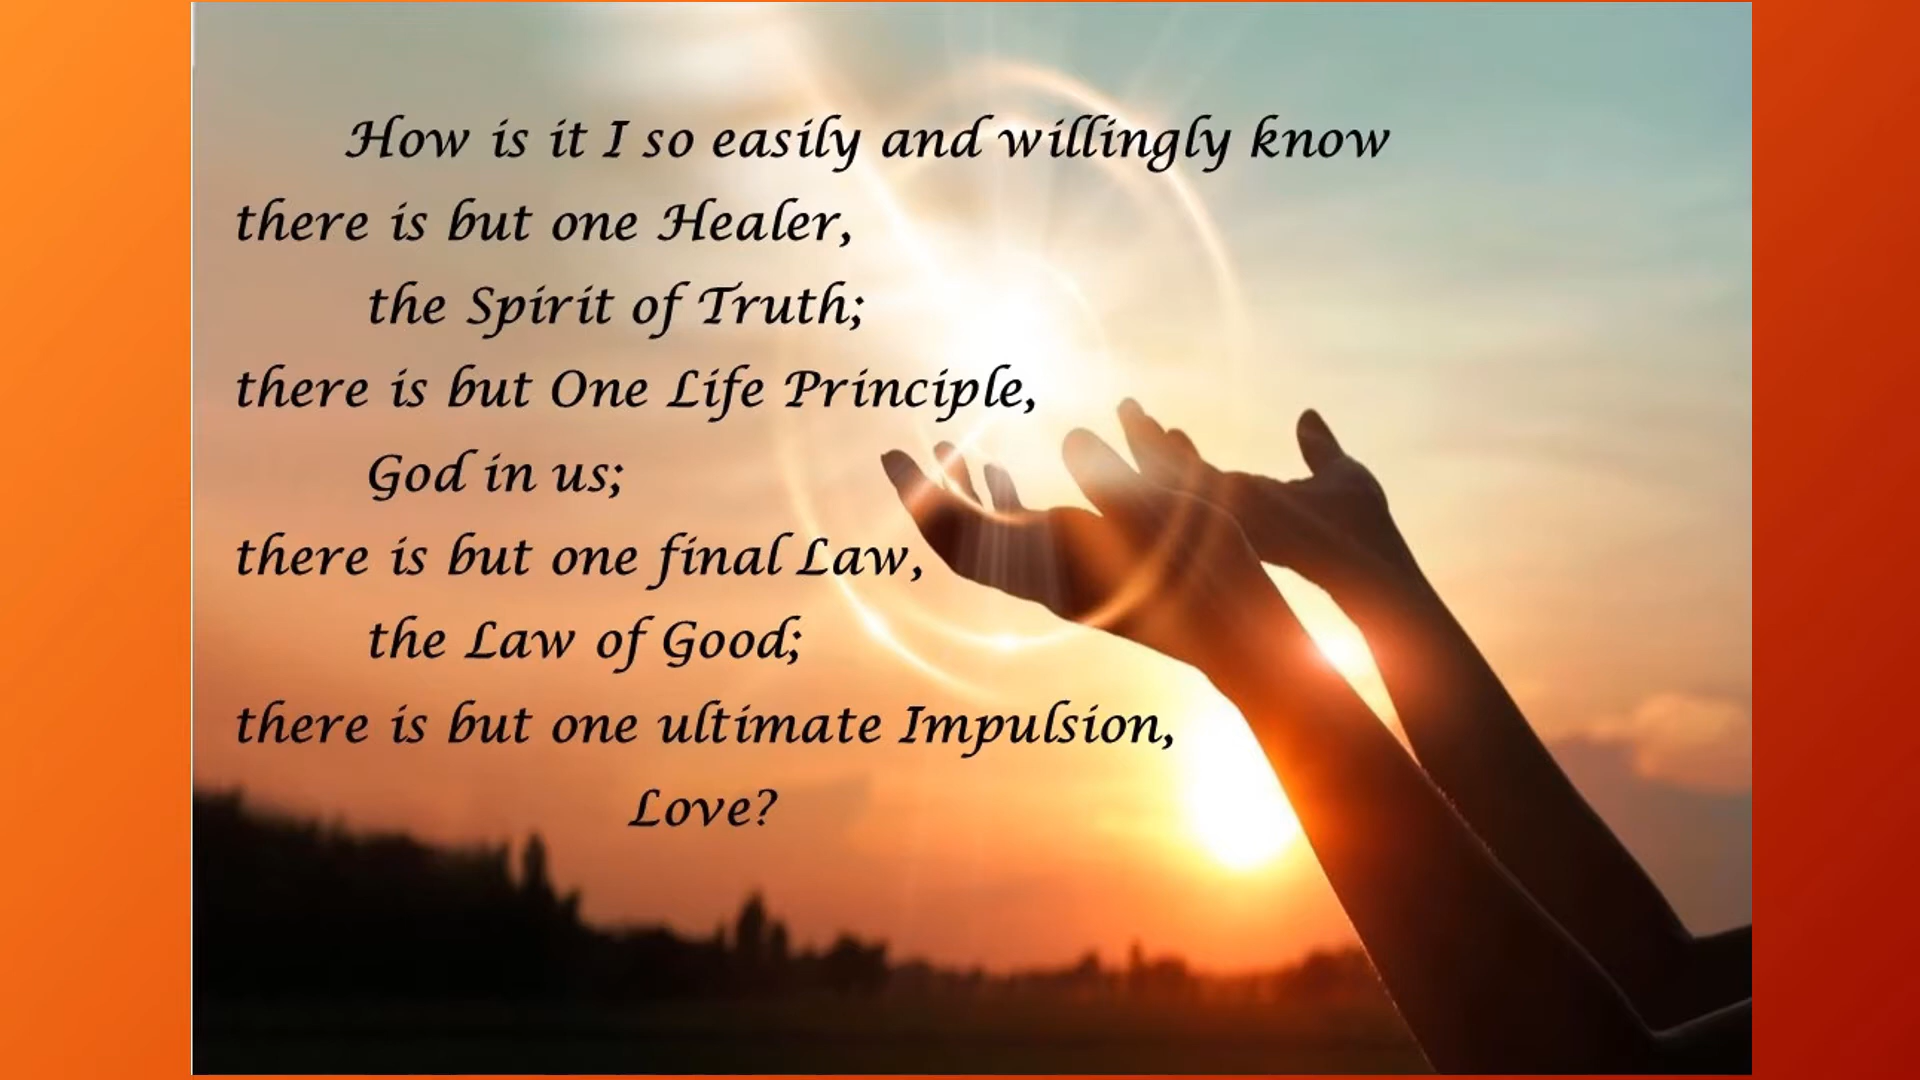 How is it I so easily and willingly know
there is but one Healer,
the Spirit of Truth;
there is but One Life Principle,
God in us;
there is but one final Law,
the Law of Good;
there is but one ultimate Impulsion,
Love?